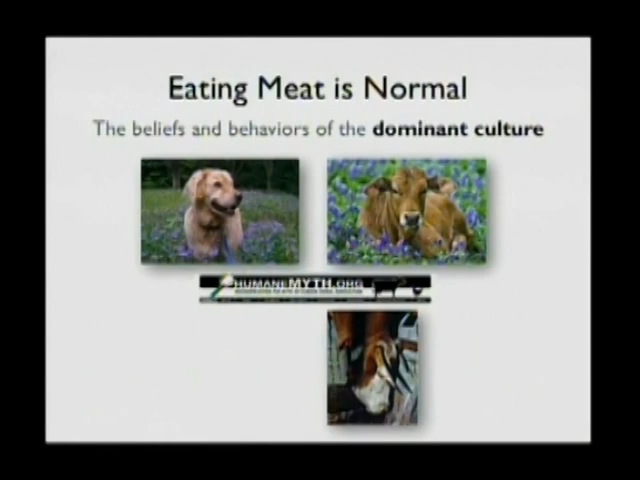 Eating Meat is Normal
The beliefs and behaviors of the dominant culture
HUMANEMYTH.ORG